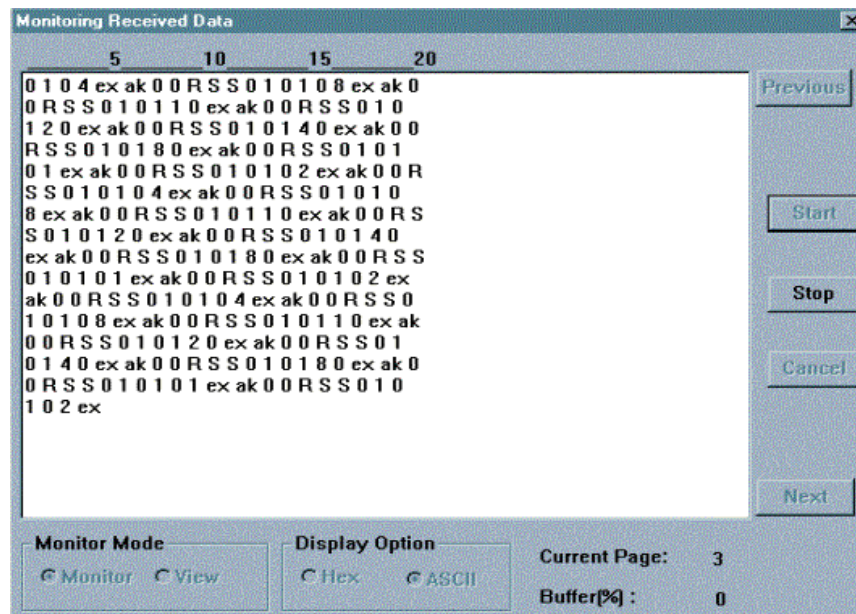 Monitoring Received Data
5 10 15 20
0 1 0 4 ex ak 0 0 R S S 0 1 0 1 0 8 ex ak 0
0 R S S 0 1 0 1 1 0 ex ak 0 0 R S S 0 1 0
1 2 0 ex ak 0 0 R S S 0 1 0 1 4 0 ex ak 0 0
R S S 0 1 0 1 8 0 ex ak 0 0 R S S 0 1 0 1
0 1 ex ak 0 0 R S S 0 1 0 1 0 2 ex ak 0 0 R
S S 0 1 0 1 0 4 ex ak 0 0 R S S 0 1 0 1 0
8 ex ak 0 0 R S S 0 1 0 1 1 0 ex ak 0 0 R S
S 0 1 0 1 2 0 ex ak 0 0 R S S 0 1 0 1 4 0
ex ak 0 0 R S S 0 1 0 1 8 0 ex ak 0 0 R S S
0 1 0 1 0 1 ex ak 0 0 R S S 0 1 0 1 0 2 ex
ak 0 0 R S S 0 1 0 1 0 4 ex ak 0 0 R S S 0
1 0 1 0 8 ex ak 0 0 R S S 0 1 0 1 1 0 ex ak
0 0 R S S 0 1 0 1 2 0 ex ak 0 0 R S S 0 1
0 1 4 0 ex ak 0 0 R S S 0 1 0 1 8 0 ex ak 0
0 R S S 0 1 0 1 0 1 ex ak 0 0 R S S 0 1 0
1 0 2 ex
Previous
Start
Stop
Cancel
Next
Monitor Mode
Monitor View
Display Option
Hex ASCII
Current Page: 3
Buffer(%) : 0